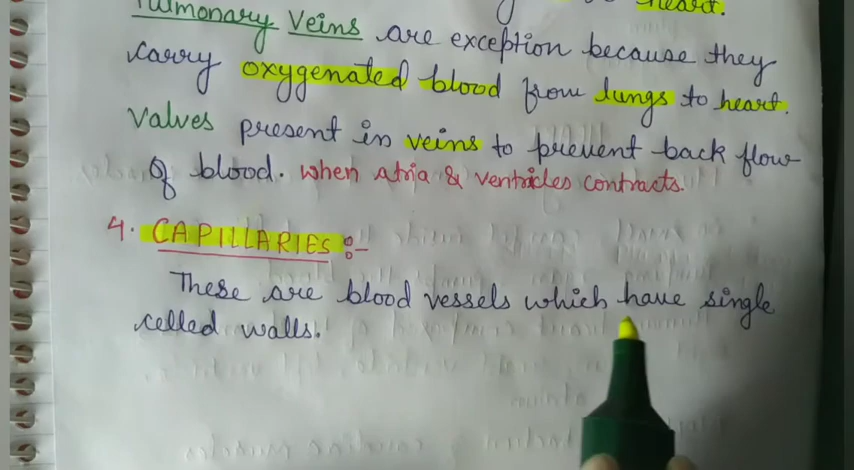 heart.
Pulmonary Veins are exception because they
carry oxygenated blood from lungs to heart.
Valves present in veins to prevent back flow
of blood. when atria & ventricles contracts.
4. CAPILLARIES :-
These are blood vessels which have single
celled walls.